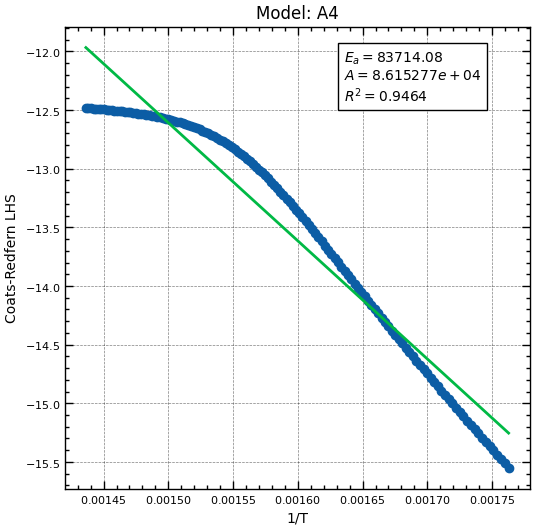 Model: A4
E_a = 83714.08
A = 8.615277e + 04
R^2 = 0.9464
Coats-Redfern LHS
−12.0
−12.5
−13.0
−13.5
−14.0
−14.5
−15.0
−15.5
0.00145 0.00150 0.00155 0.00160 0.00165 0.00170 0.00175
1/T